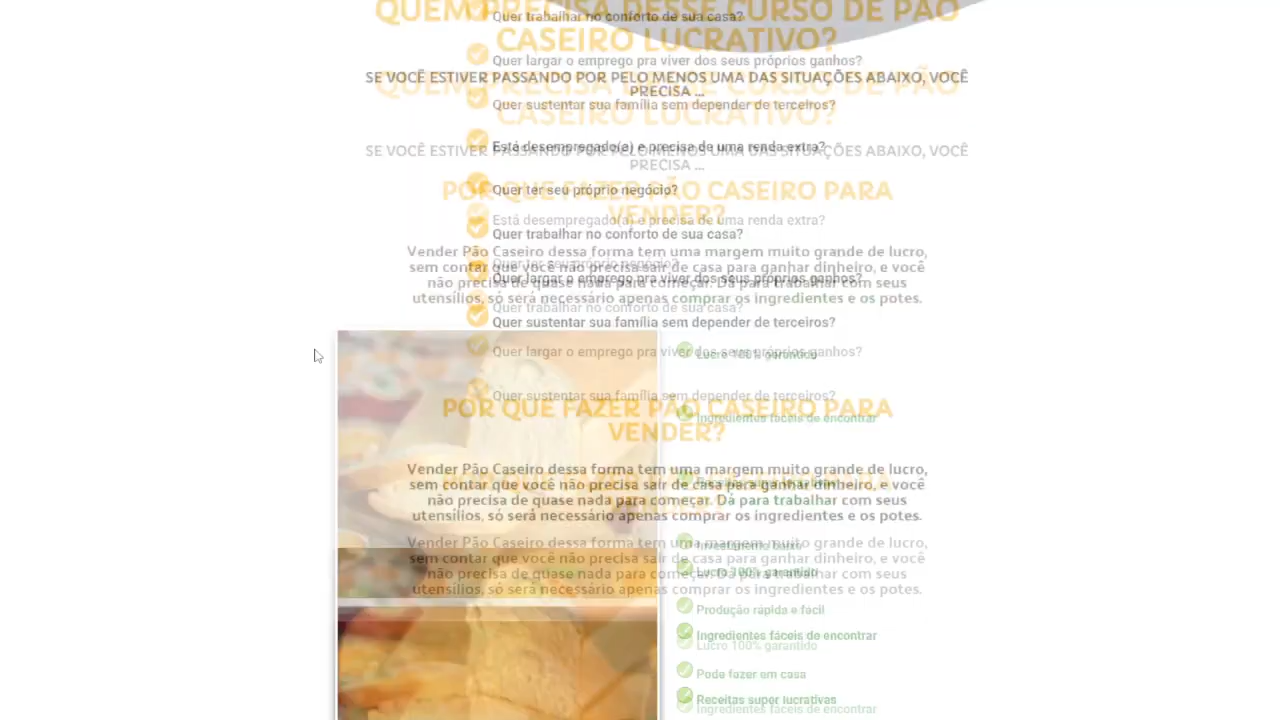 QUEM PRECISA DESSE CURSO DE PÃO
CASEIRO LUCRATIVO?
SE VOCÊ ESTIVER PASSANDO POR PELO MENOS UMA DAS SITUAÇÕES ABAIXO, VOCÊ
PRECISA ...
Está desempregado(a) e precisa de uma renda extra?
Quer ter seu próprio negócio?
Quer trabalhar no conforto de sua casa?
Quer largar o emprego pra viver dos seus próprios ganhos?
Quer sustentar sua família sem depender de terceiros?
POR QUE FAZER PÃO CASEIRO PARA
VENDER?
Vender Pão Caseiro dessa forma tem uma margem muito grande de lucro,
sem contar que você não precisa sair de casa para ganhar dinheiro, e você
não precisa de quase nada para começar. Dá para trabalhar com seus
utensílios, só será necessário apenas comprar os ingredientes e os potes.
Lucro 100% garantido
Ingredientes fáceis de encontrar
Receitas super lucrativas
Investimento baixo
Produção rápida e fácil
Pode fazer em casa